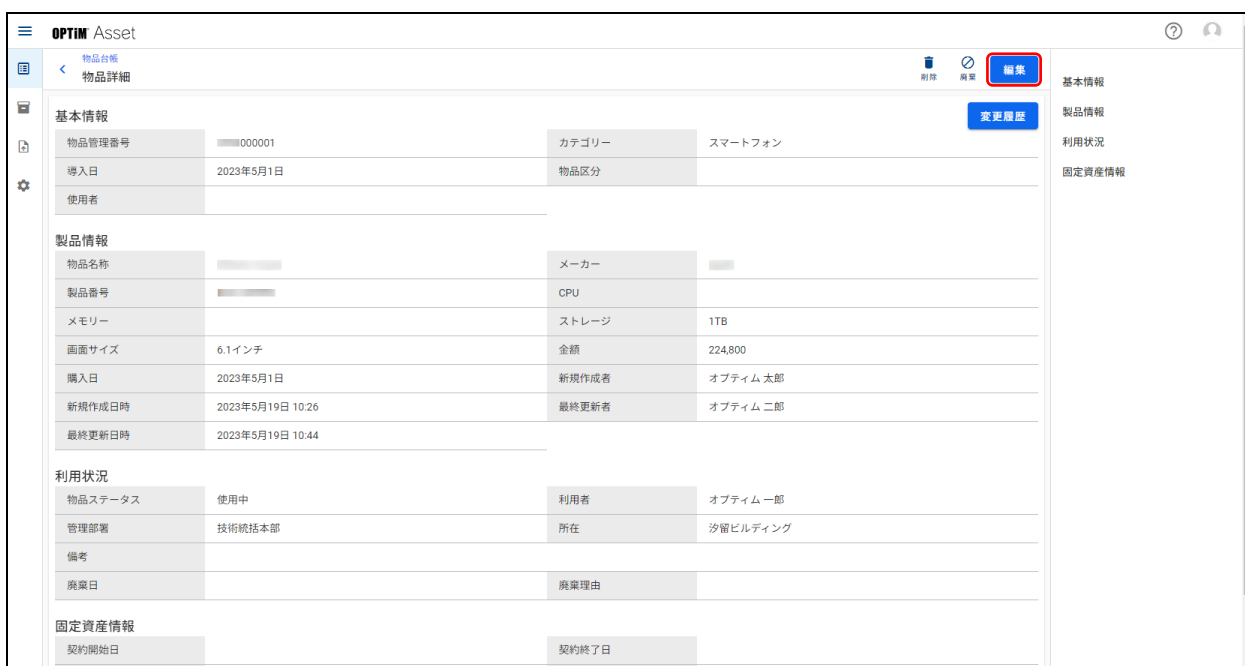 OPTiM Asset
物品台帳
物品詳細
削除
廃棄
編集
基本情報
製品情報
利用状況
固定資産情報
基本情報
変更履歴
物品管理番号 000001 カテゴリー スマートフォン
導入日 2023年5月1日 物品区分
使用者
製品情報
物品名称 メーカー
製品番号 CPU
メモリー ストレージ 1TB
画面サイズ 6.1インチ 金額 224,800
購入日 2023年5月1日 新規作成者 オプティム 太郎
新規作成日時 2023年5月19日 10:26 最終更新者 オプティム 二郎
最終更新日時 2023年5月19日 10:44
利用状況
物品ステータス 使用中 利用者 オプティム 一郎
管理部署 技術統括本部 所在 汐留ビルディング
備考
廃棄日 廃棄理由
固定資産情報
契約開始日 契約終了日